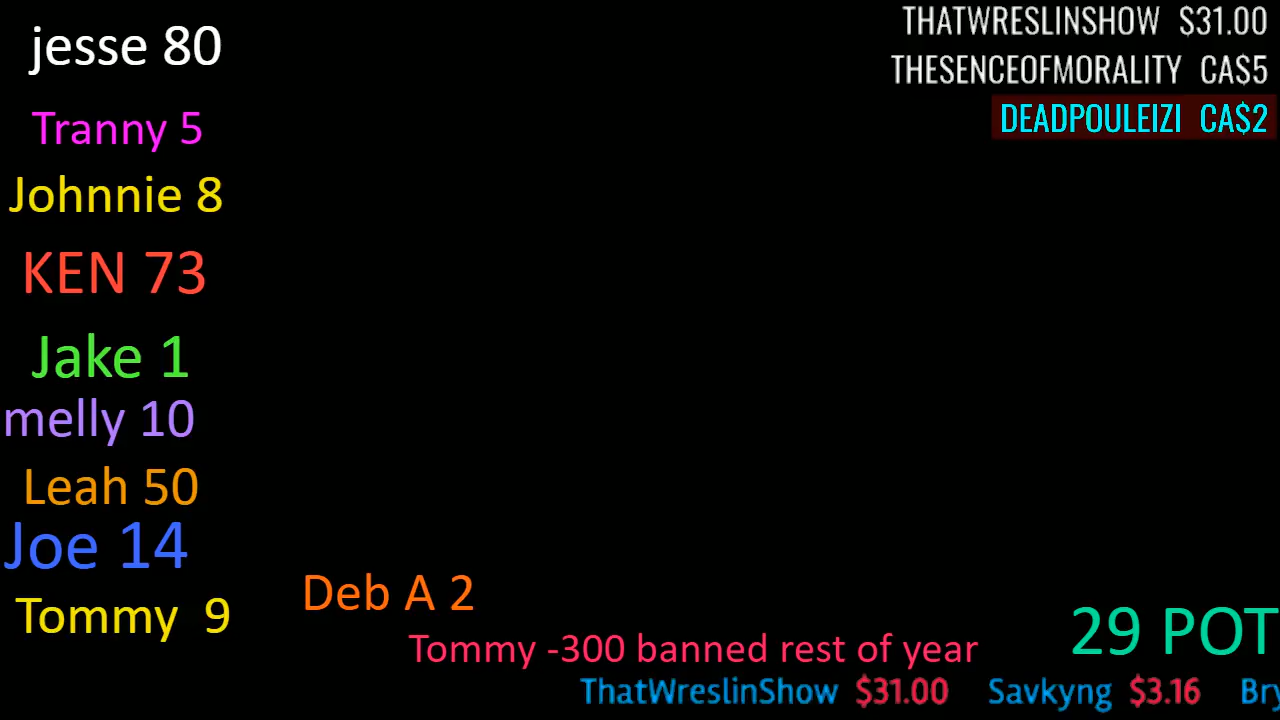 jesse 80
Tranny 5
Johnnie 8
KEN 73
Jake 1
melly 10
Leah 50
Joe 14
Tommy  9
THATWRESLINSHOW $31.00
THESENCEOFMORALITY CA$5
DEADPOULEIZI CA$2
Deb A 2
Tommy -300 banned rest of year
29 POT
ThatWreslinShow $31.00 Savkyng $3.16